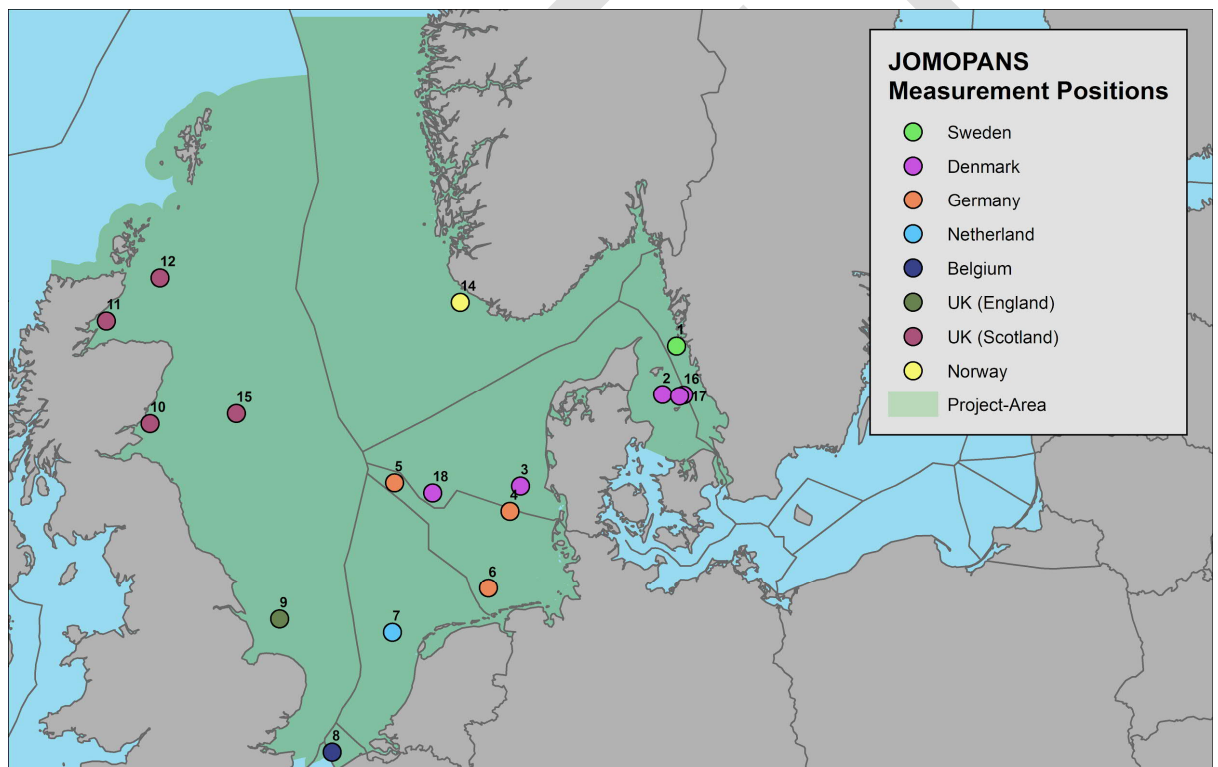 JOMOPANS
Measurement Positions
Sweden
Denmark
Germany
Netherland
Belgium
UK (England)
UK (Scotland)
Norway
Project-Area
12
11
14
1
2
16
17
15
10
5
18
3
4
6
9
7
8